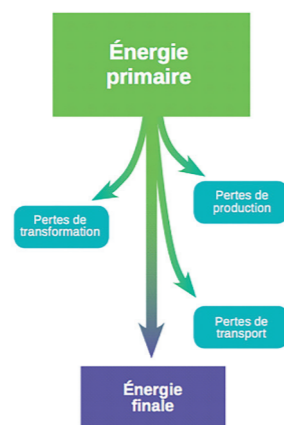 Énergie
primaire
Pertes de
production
Pertes de
transformation
Pertes de
transport
Énergie
finale